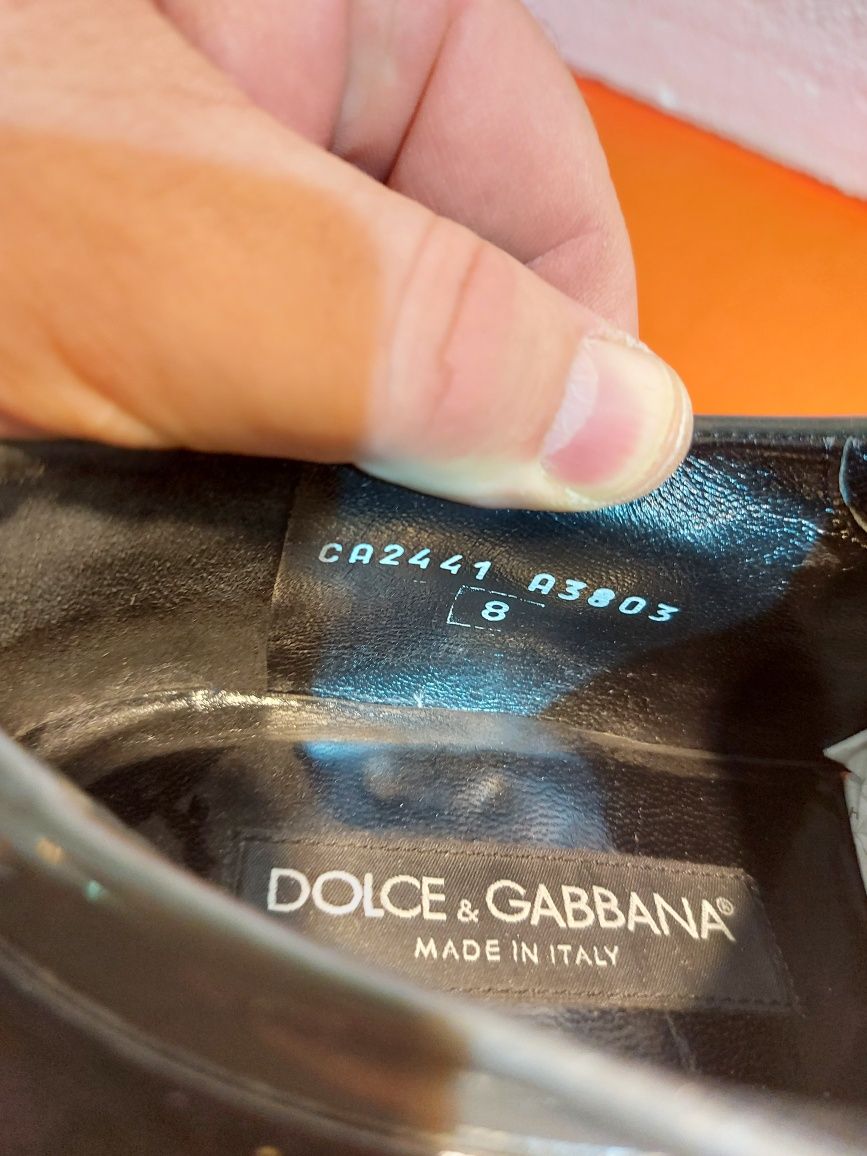 CA2441 A3803
8
DOLCE & GABBANA®
MADE IN ITALY